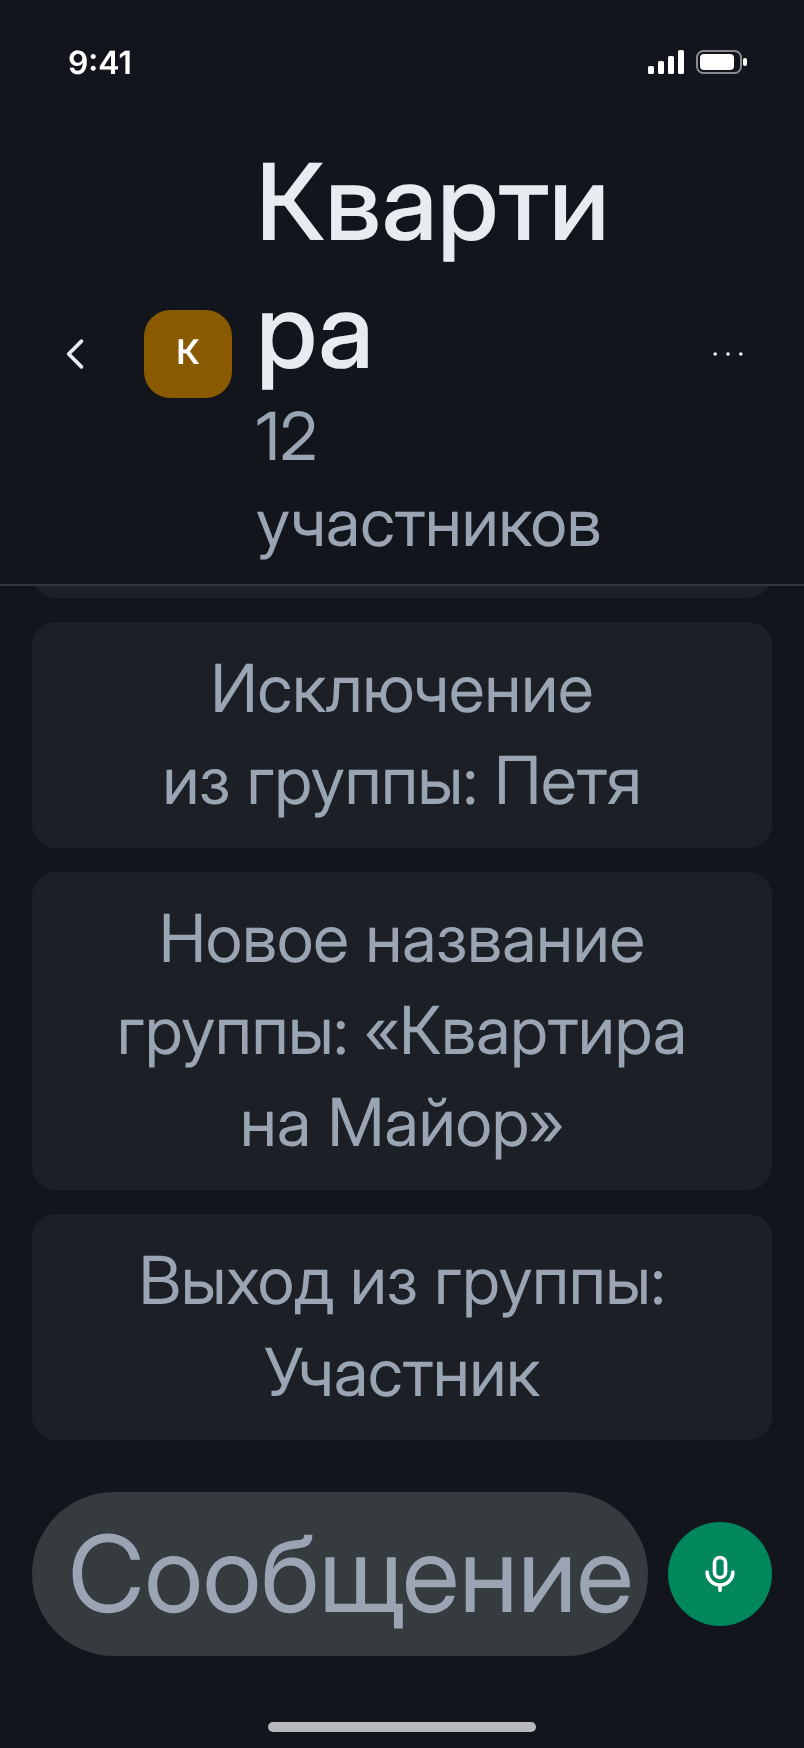 9:41
Кварти
ра
К
12
участников
Исключение
из группы: Петя
Новое название
группы: «Квартира
на Майор»
Выход из группы:
Участник
Сообщение